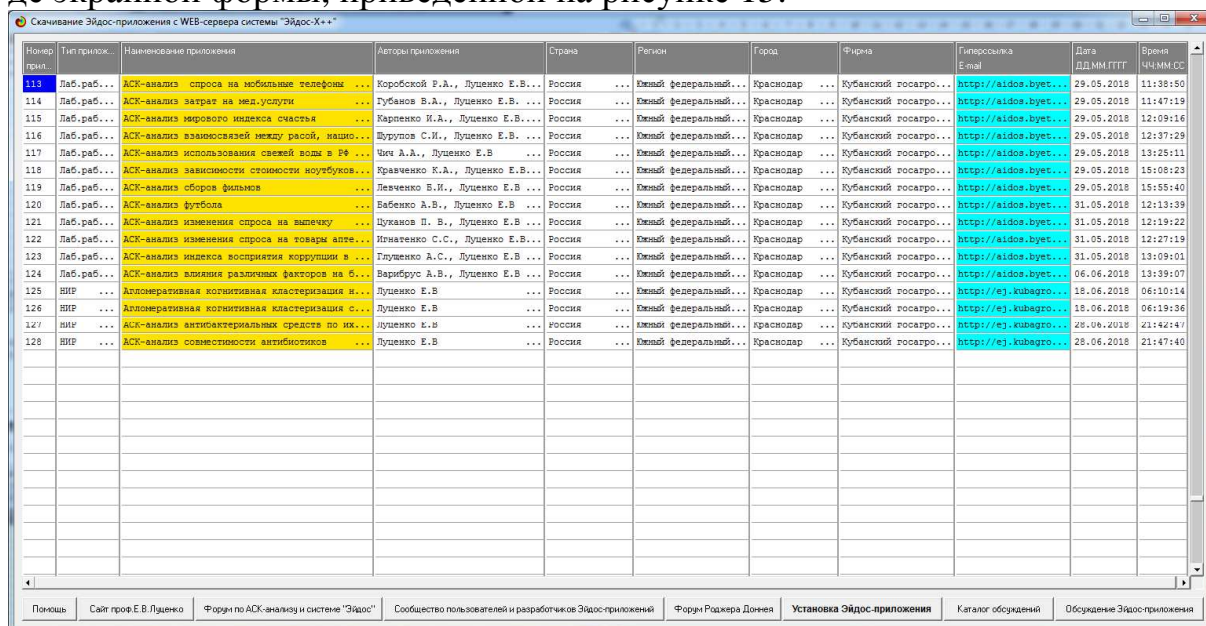 де экранной формы, приведенной на рисунке 13:
Скачивание Эйдос-приложения с WEB-сервера системы "Эйдос-X++"
Номер прил... Тип прилож... Наименование приложения Авторы приложения Страна Регион Город Фирма Гиперссылка E-mail Дата ДД.ММ.ГГГГ Время ЧЧ:ММ:СС
113 Лаб.раб... АСК-анализ спроса на мобильные телефоны ... Коробской Р.А., Луценко Е.В... Россия ... Южный федеральный... Краснодар ... Кубанский госагро... http://aidos.byet... 29.05.2018 11:38:50
114 Лаб.раб... АСК-анализ затрат на мед.услуги ... Губанов В.А., Луценко Е.В. ... Россия ... Южный федеральный... Краснодар ... Кубанский госагро... http://aidos.byet... 29.05.2018 11:47:19
115 Лаб.раб... АСК-анализ мирового индекса счастья ... Карпенко И.А., Луценко Е.В.... Россия ... Южный федеральный... Краснодар ... Кубанский госагро... http://aidos.byet... 29.05.2018 12:09:16
116 Лаб.раб... АСК-анализ взаимосвязей между расой, нацио... Шурупов С.И., Луценко Е.В. ... Россия ... Южный федеральный... Краснодар ... Кубанский госагро... http://aidos.byet... 29.05.2018 12:37:29
117 Лаб.раб... АСК-анализ использования свежей воды в РФ ... Чич А.А., Луценко Е.В ... Россия ... Южный федеральный... Краснодар ... Кубанский госагро... http://aidos.byet... 29.05.2018 13:25:11
118 Лаб.раб... АСК-анализ зависимости стоимости ноутбуков... Кравченко К.А., Луценко Е.В... Россия ... Южный федеральный... Краснодар ... Кубанский госагро... http://aidos.byet... 29.05.2018 15:08:23
119 Лаб.раб... АСК-анализ сборов фильмов ... Левченко Б.И., Луценко Е.В ... Россия ... Южный федеральный... Краснодар ... Кубанский госагро... http://aidos.byet... 29.05.2018 15:55:40
120 Лаб.раб... АСК-анализ футбола ... Бабенко А.В., Луценко Е.В ... Россия ... Южный федеральный... Краснодар ... Кубанский госагро... http://aidos.byet... 31.05.2018 12:13:39
121 Лаб.раб... АСК-анализ изменения спроса на выпечку ... Цуканов П. В., Луценко Е.В ... Россия ... Южный федеральный... Краснодар ... Кубанский госагро... http://aidos.byet... 31.05.2018 12:19:22
122 Лаб.раб... АСК-анализ изменения спроса на товары апте... Игнатенко С.С., Луценко Е.В... Россия ... Южный федеральный... Краснодар ... Кубанский госагро... http://aidos.byet... 31.05.2018 12:27:19
123 Лаб.раб... АСК-анализ индекса восприятия коррупции в ... Глущенко А.С., Луценко Е.В ... Россия ... Южный федеральный... Краснодар ... Кубанский госагро... http://aidos.byet... 31.05.2018 13:09:01
124 Лаб.раб... АСК-анализ влияния различных факторов на б... Варибрус А.В., Луценко Е.В ... Россия ... Южный федеральный... Краснодар ... Кубанский госагро... http://aidos.byet... 06.06.2018 13:39:07
125 НИР ... Агломеративная когнитивная кластеризация н... Луценко Е.В ... Россия ... Южный федеральный... Краснодар ... Кубанский госагро... http://ej.kubagro... 18.06.2018 06:10:14
126 НИР ... Агломеративная когнитивная кластеризация с... Луценко Е.В ... Россия ... Южный федеральный... Краснодар ... Кубанский госагро... http://ej.kubagro... 18.06.2018 06:19:36
127 НИР ... АСК-анализ антибактериальных средств по их... Луценко Е.В ... Россия ... Южный федеральный... Краснодар ... Кубанский госагро... http://ej.kubagro... 28.06.2018 21:42:47
128 НИР ... АСК-анализ совместимости антибиотиков ... Луценко Е.В ... Россия ... Южный федеральный... Краснодар ... Кубанский госагро... http://ej.kubagro... 28.06.2018 21:47:40
Помощь Сайт проф.Е.В.Луценко Форум по АСК-анализу и системе "Эйдос" Сообщество пользователей и разработчиков Эйдос-приложений Форум Роджера Доннея Установка Эйдос-приложения Каталог обсуждений Обсуждение Эйдос-приложения